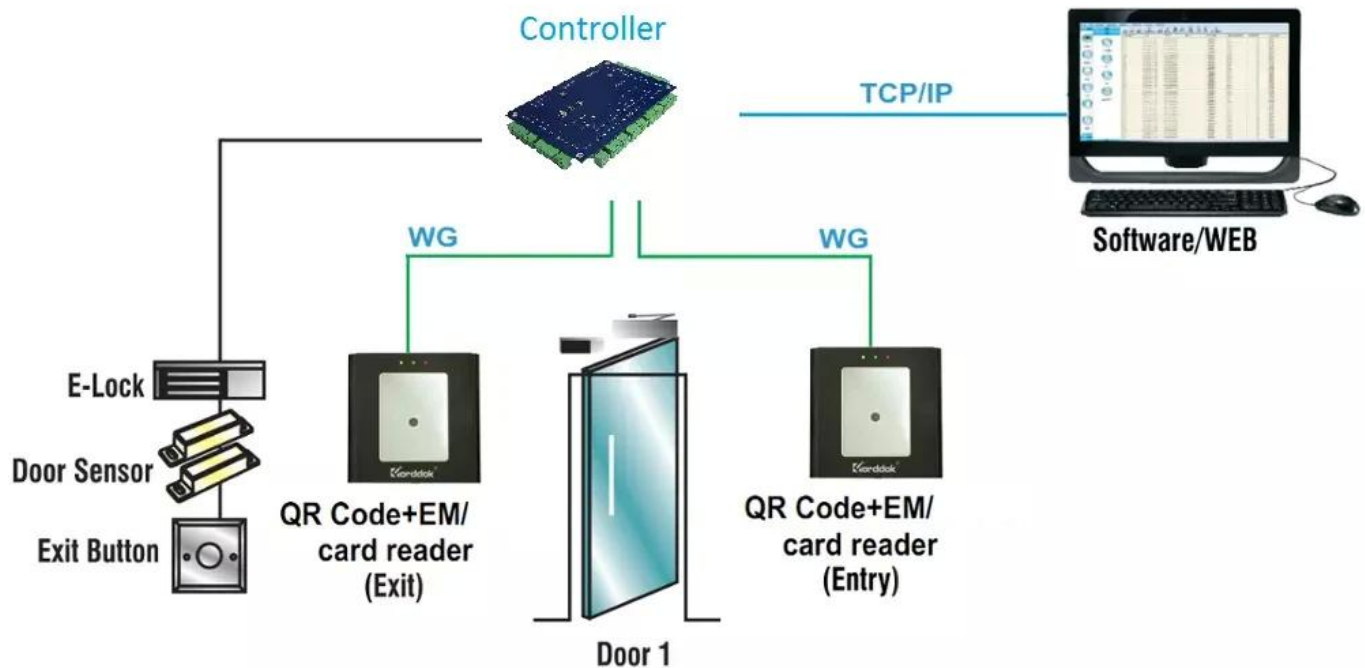 Controller
TCP/IP
WG
WG
Software/WEB
E-Lock
Door Sensor
Exit Button
QR Code+EM/
card reader
(Exit)
QR Code+EM/
card reader
(Entry)
Door 1